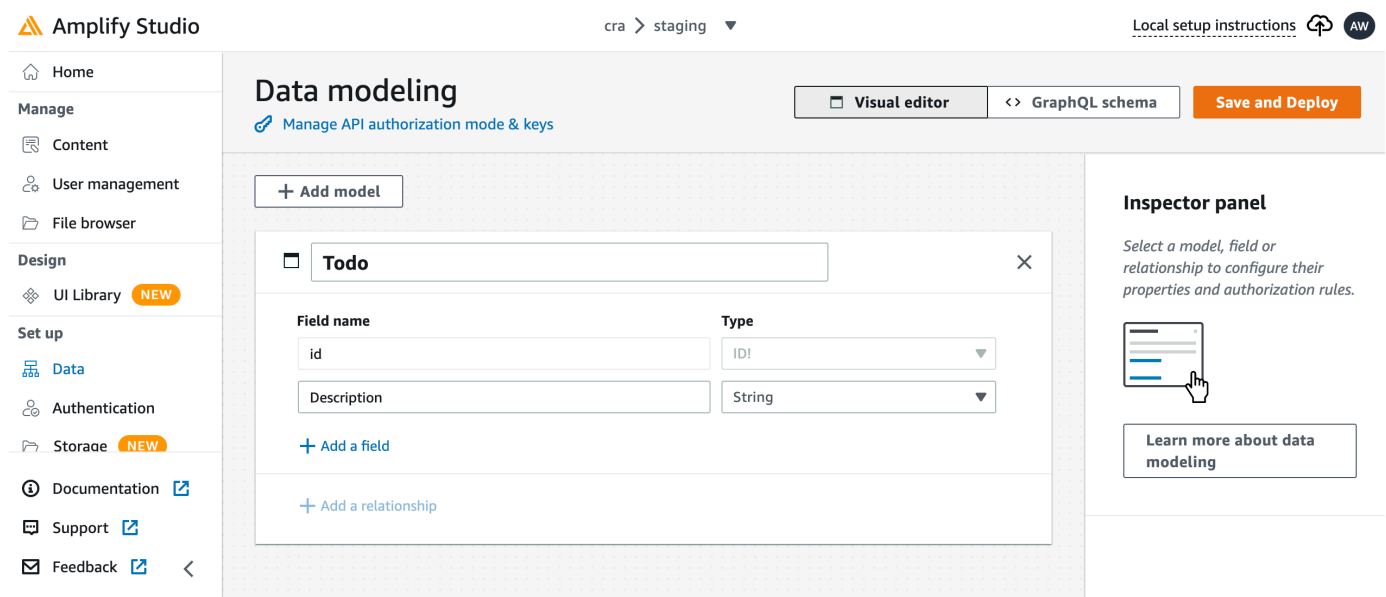 Amplify Studio
cra
staging
Local setup instructions
AW
Home
Manage
Content
User management
File browser
Design
UI Library NEW
Set up
Data
Authentication
Storage NEW
Documentation
Support
Feedback
Data modeling
Manage API authorization mode & keys
Visual editor
<> GraphQL schema
Save and Deploy
+ Add model
Todo
Field name Type
id ID!
Description String
+ Add a field
+ Add a relationship
Inspector panel
Select a model, field or
relationship to configure their
properties and authorization rules.
Learn more about data
modeling